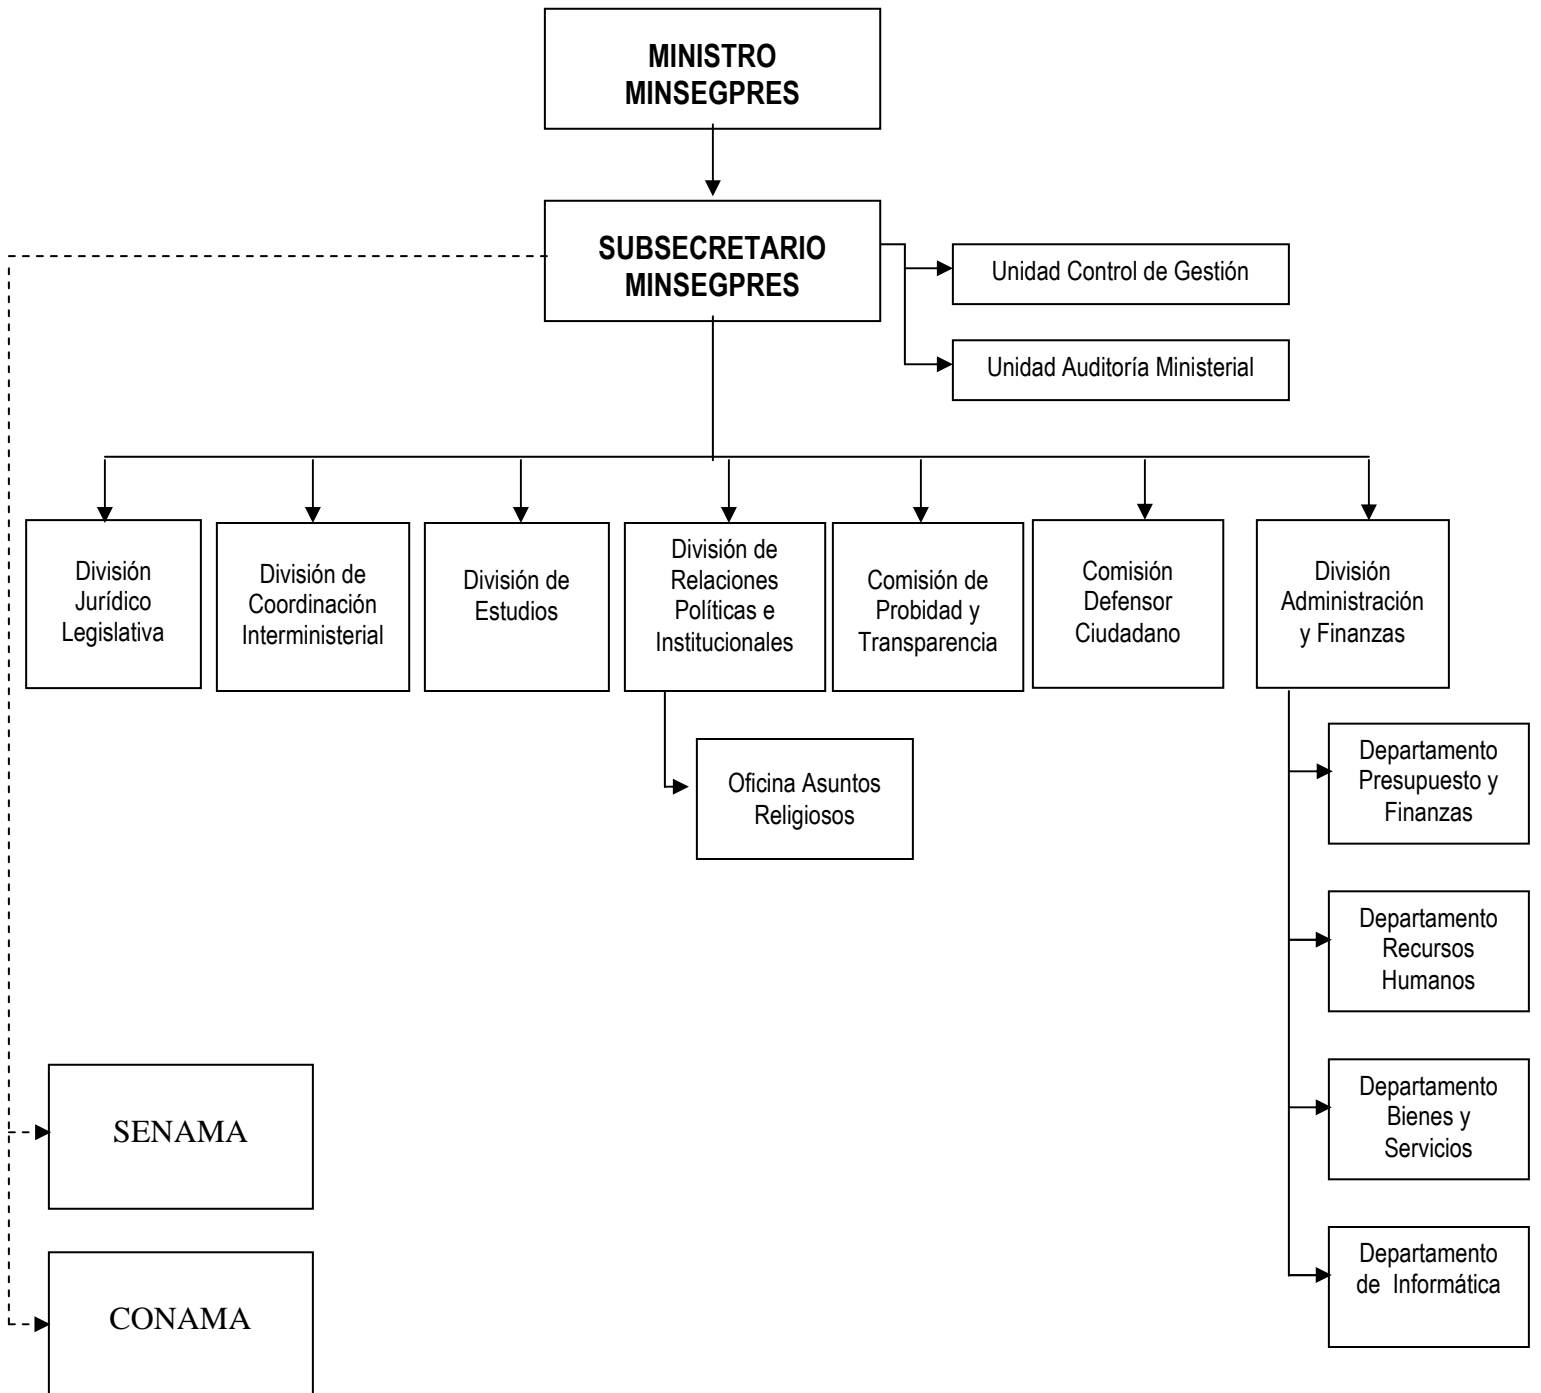 MINISTRO
MINSEGPRES
SUBSECRETARIO
MINSEGPRES
Unidad Control de Gestión
Unidad Auditoría Ministerial
División
Jurídico
Legislativa
División de
Coordinación
Interministerial
División de
Estudios
División de
Relaciones
Políticas e
Institucionales
Comisión de
Probidad y
Transparencia
Comisión
Defensor
Ciudadano
División
Administración
y Finanzas
Oficina Asuntos
Religiosos
Departamento
Presupuesto y
Finanzas
Departamento
Recursos
Humanos
Departamento
Bienes y
Servicios
Departamento
de Informática
SENAMA
CONAMA